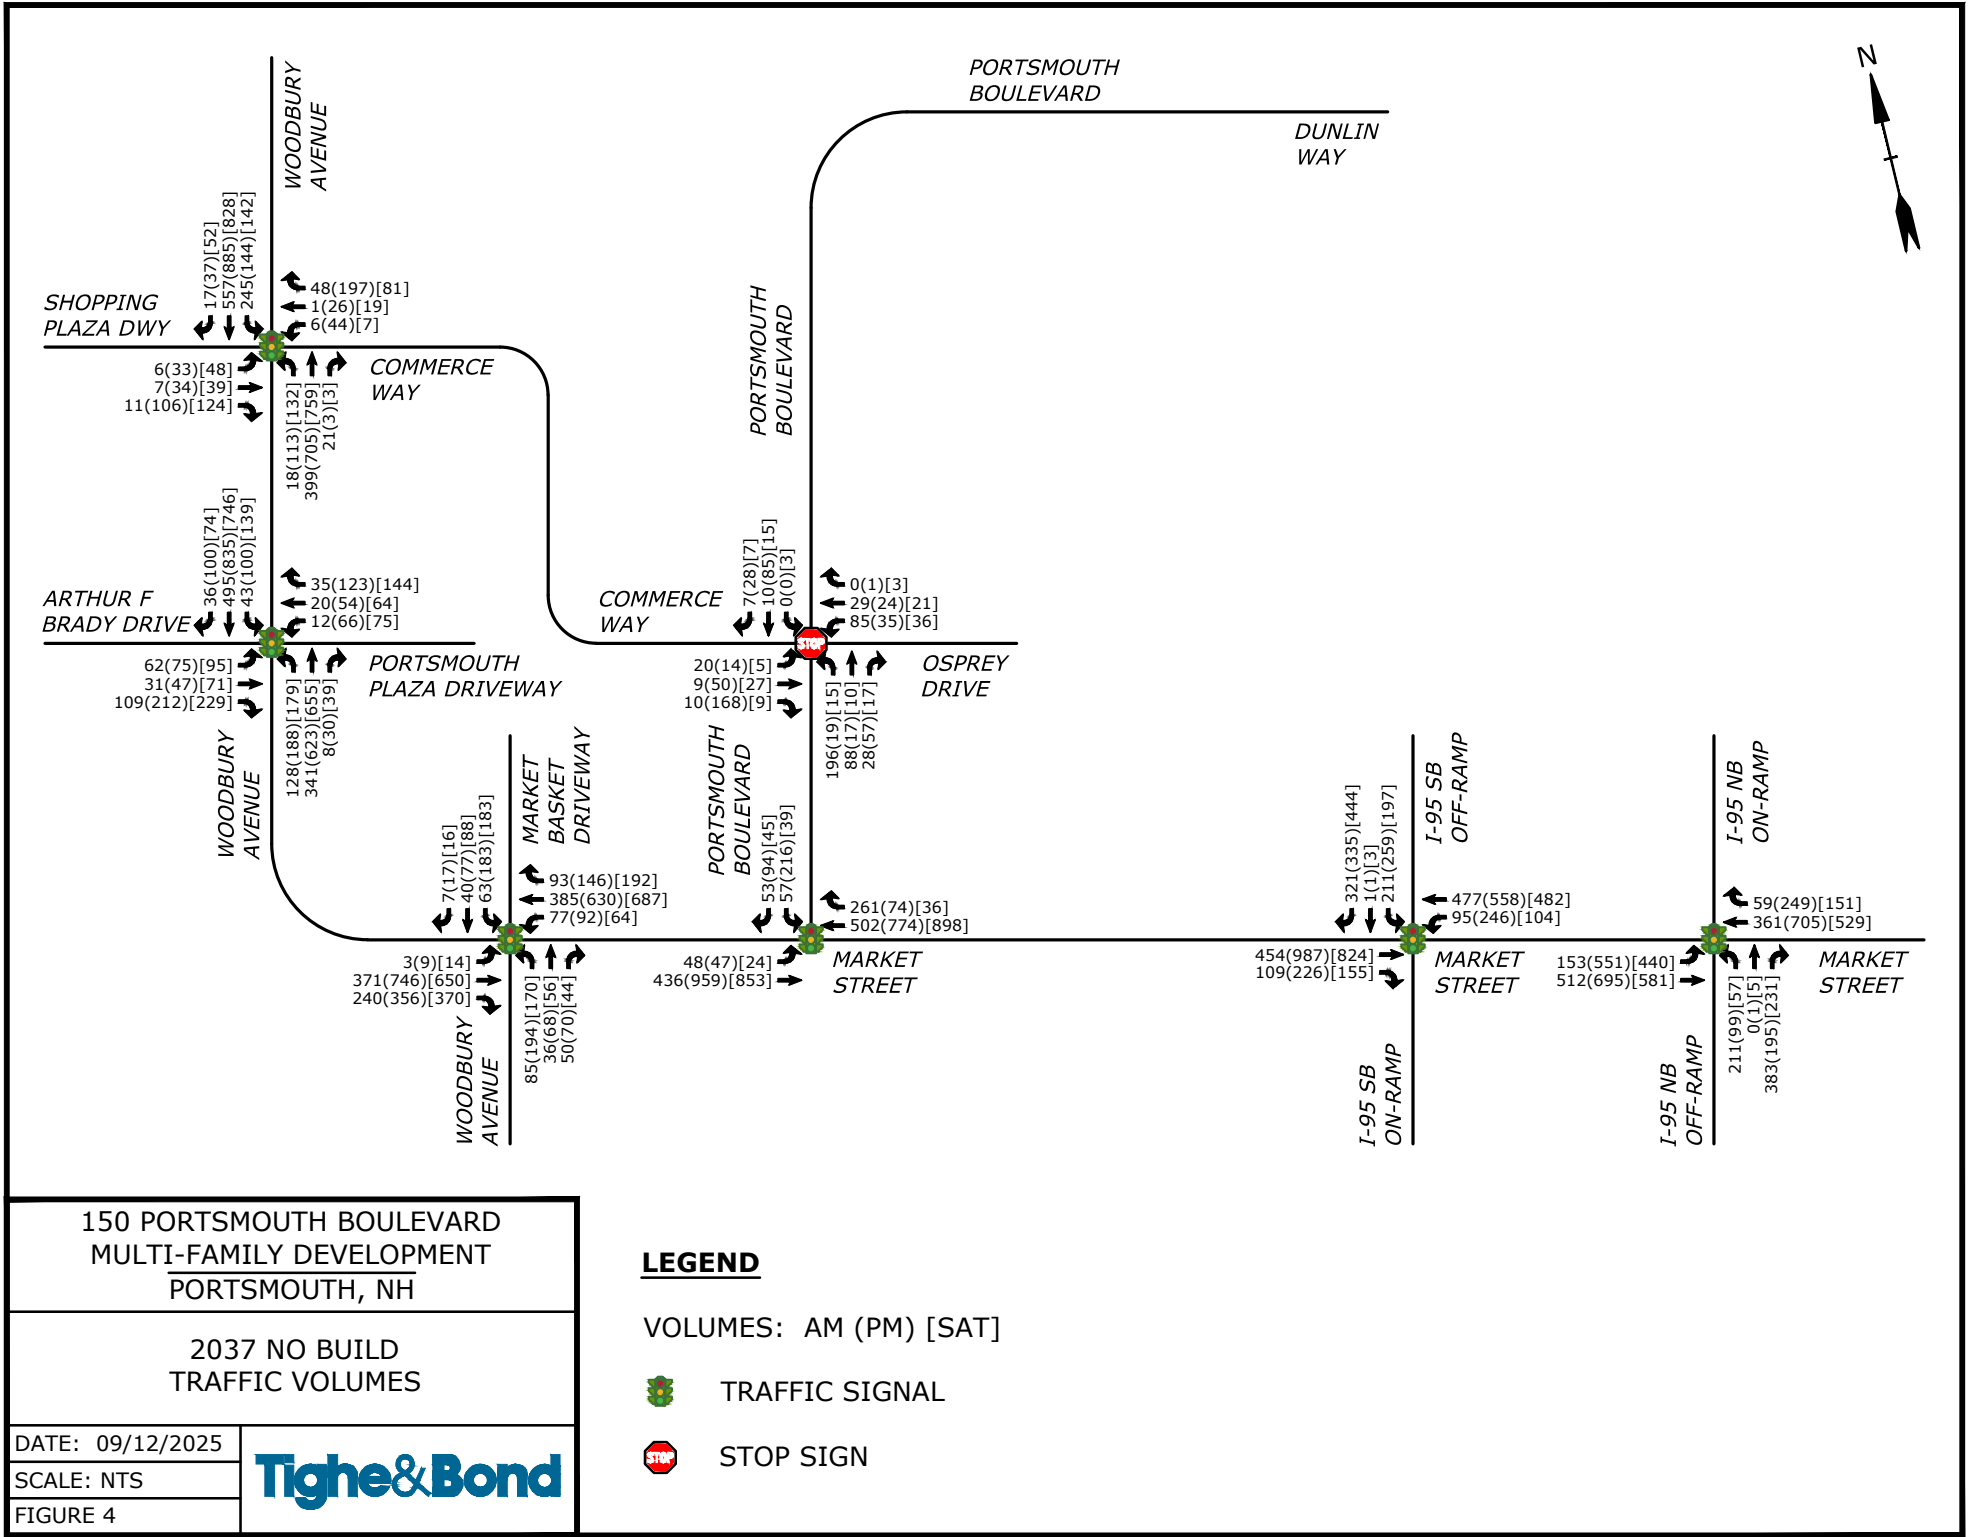 PORTSMOUTH
BOULEVARD
DUNLIN
WAY
N
WOODBURY
AVENUE
17(37)[52]
557(885)[828]
245(144)[142]
48(197)[81]
1(26)[19]
6(44)[7]
SHOPPING
PLAZA DWY
COMMERCE
WAY
6(33)[48]
7(34)[39]
11(106)[124]
18(113)[132]
399(705)[759]
21(3)[3]
PORTSMOUTH
BOULEVARD
36(100)[74]
495(835)[746]
43(100)[139]
35(123)[144]
20(54)[64]
12(66)[75]
ARTHUR F
BRADY DRIVE
PORTSMOUTH
PLAZA DRIVEWAY
62(75)[95]
31(47)[71]
109(212)[229]
128(188)[179]
341(623)[655]
8(30)[39]
COMMERCE
WAY
7(28)[7]
10(85)[15]
0(0)[3]
0(1)[3]
29(24)[21]
85(35)[36]
STOP
OSPREY
DRIVE
20(14)[5]
9(50)[27]
10(168)[9]
196(19)[15]
88(17)[10]
28(57)[17]
WOODBURY
AVENUE
MARKET
BASKET
DRIVEWAY
7(17)[16]
40(77)[88]
63(183)[183]
93(146)[192]
385(630)[687]
77(92)[64]
3(9)[14]
371(746)[650]
240(356)[370]
85(194)[170]
36(68)[56]
50(70)[44]
WOODBURY
AVENUE
PORTSMOUTH
BOULEVARD
53(94)[45]
57(216)[39]
261(74)[36]
502(774)[898]
48(47)[24]
436(959)[853]
MARKET
STREET
I-95 SB
OFF-RAMP
321(335)[444]
1(1)[3]
211(259)[197]
477(558)[482]
95(246)[104]
454(987)[824]
109(226)[155]
MARKET
STREET
I-95 SB
ON-RAMP
I-95 NB
ON-RAMP
59(249)[151]
361(705)[529]
153(551)[440]
512(695)[581]
MARKET
STREET
211(99)[57]
0(1)[5]
383(195)[231]
I-95 NB
OFF-RAMP
150 PORTSMOUTH BOULEVARD
MULTI-FAMILY DEVELOPMENT
PORTSMOUTH, NH
2037 NO BUILD
TRAFFIC VOLUMES
DATE: 09/12/2025
SCALE: NTS
FIGURE 4
Tighe&Bond
LEGEND
VOLUMES: AM (PM) [SAT]
TRAFFIC SIGNAL
STOP
STOP SIGN